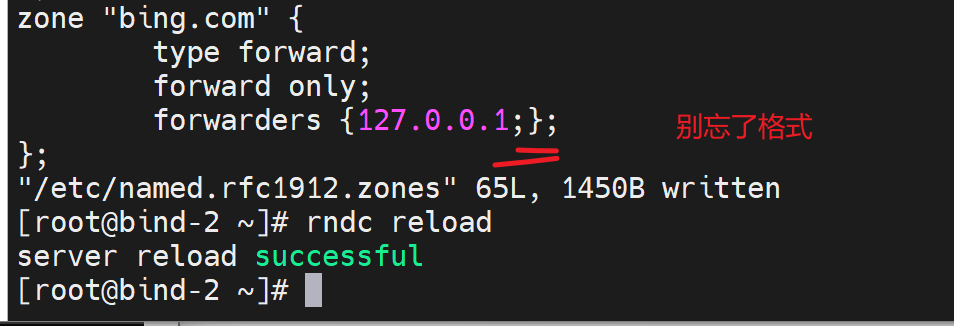 zone "bing.com" {
type forward;
forward only;
forwarders {127.0.0.1;};
别忘了格式
};
"/etc/named.rfc1912.zones" 65L, 1450B written
[root@bind-2 ~]# rndc reload
server reload successful
[root@bind-2 ~]#